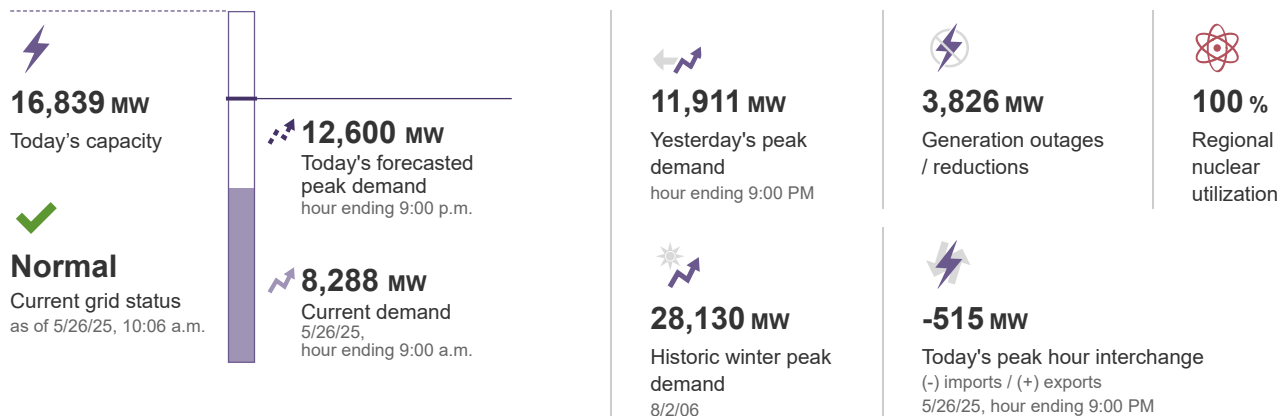 16,839 MW
Today’s capacity
Normal
Current grid status
as of 5/26/25, 10:06 a.m.
12,600 MW
Today's forecasted
peak demand
hour ending 9:00 p.m.
8,288 MW
Current demand
5/26/25,
hour ending 9:00 a.m.
11,911 MW
Yesterday's peak
demand
hour ending 9:00 PM
3,826 MW
Generation outages
/ reductions
100 %
Regional
nuclear
utilization
28,130 MW
Historic winter peak
demand
8/2/06
-515 MW
Today's peak hour interchange
(-) imports / (+) exports
5/26/25, hour ending 9:00 PM